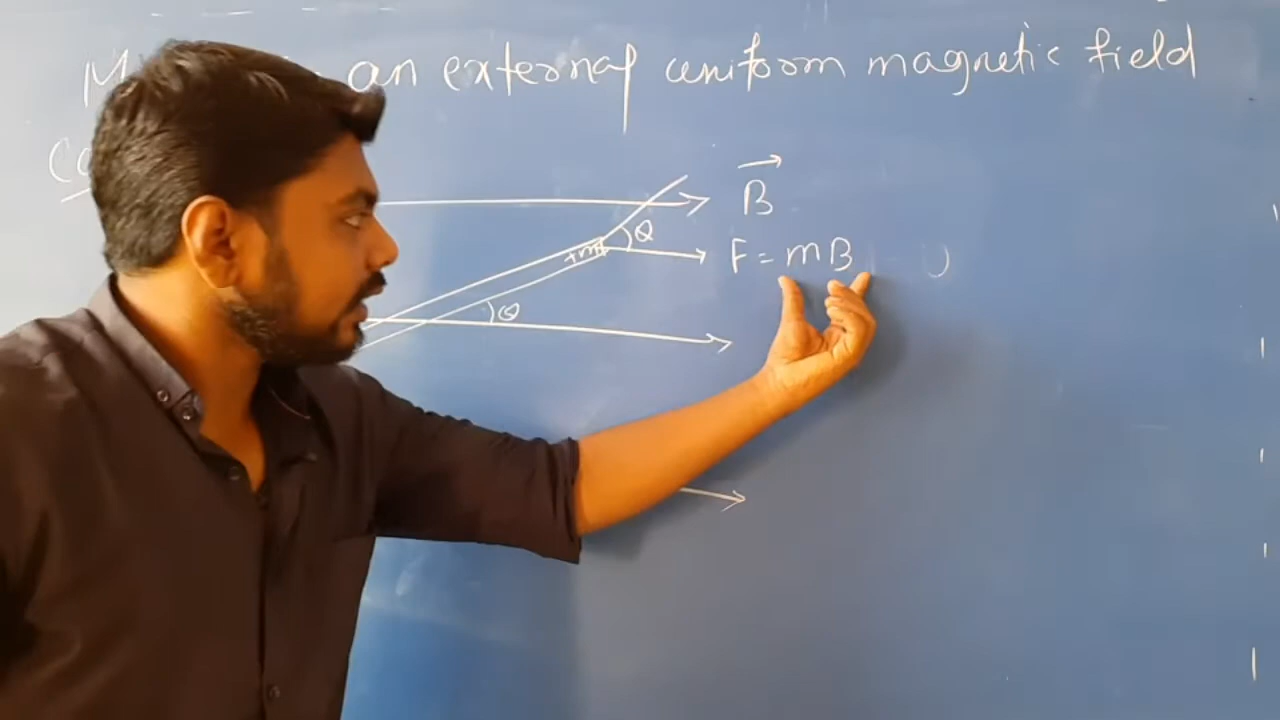 an external uniform magnetic field
B
F = mB
+m θ
θ